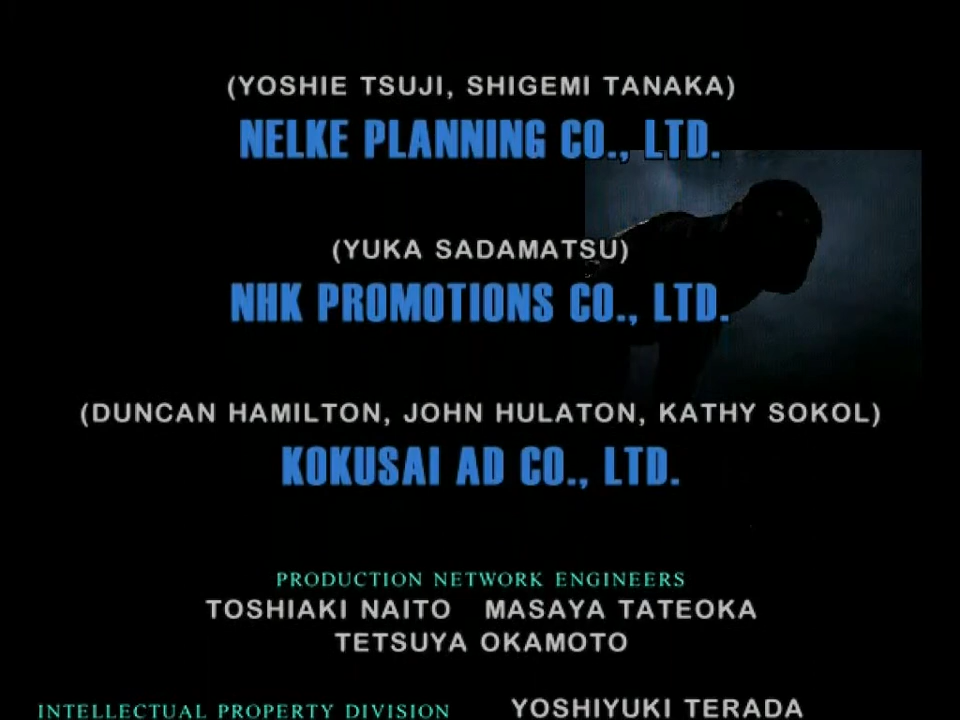 (YOSHIE TSUJI, SHIGEMI TANAKA)
NELKE PLANNING CO., LTD.
(YUKA SADAMATSU)
NHK PROMOTIONS CO., LTD.
(DUNCAN HAMILTON, JOHN HULATON, KATHY SOKOL)
KOKUSAI AD CO., LTD.
PRODUCTION NETWORK ENGINEERS
TOSHIAKI NAITO MASAYA TATEOKA
TETSUYA OKAMOTO
INTELLECTUAL PROPERTY DIVISION YOSHIYUKI TERADA